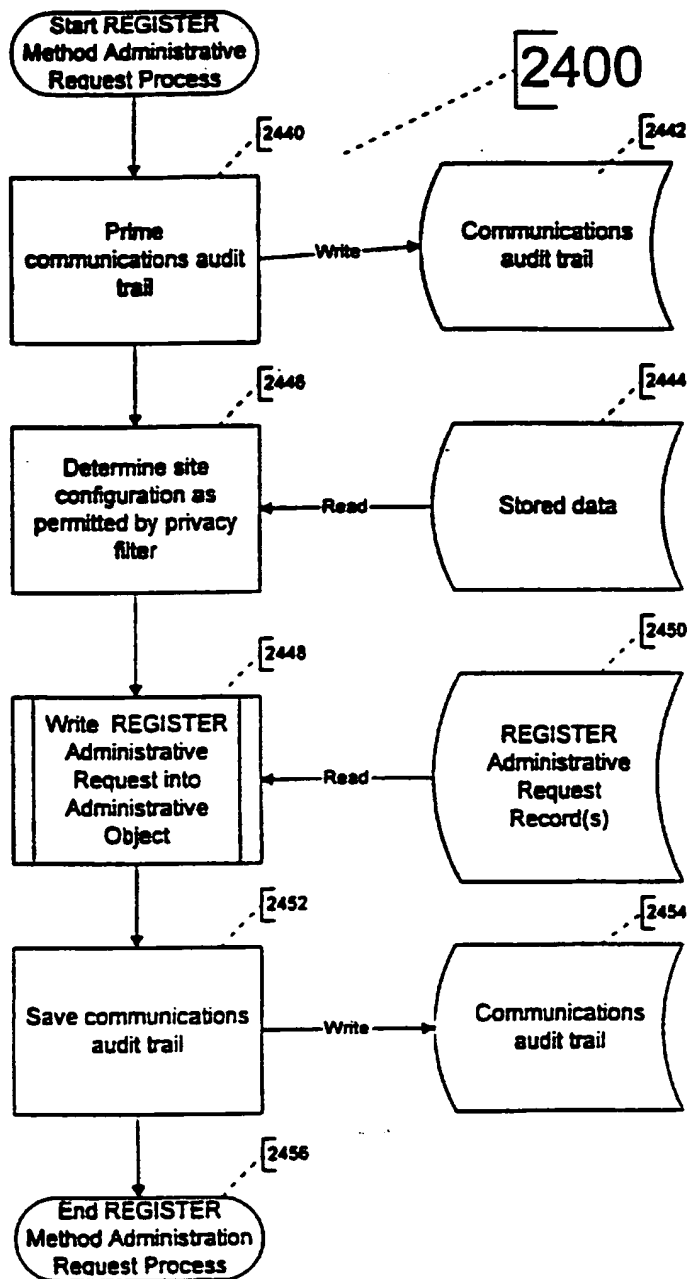 Start REGISTER
Method Administrative
Request Process
2400
2440
2442
Prime
communications audit
trail
Write
Communications
audit trail
2446
2444
Determine site
configuration as
permitted by privacy
filter
Read
Stored data
2448
2450
Write REGISTER
Administrative
Request into
Administrative
Object
Read
REGISTER
Administrative
Request
Record(s)
2452
2454
Save communications
audit trail
Write
Communications
audit trail
2456
End REGISTER
Method Administration
Request Process